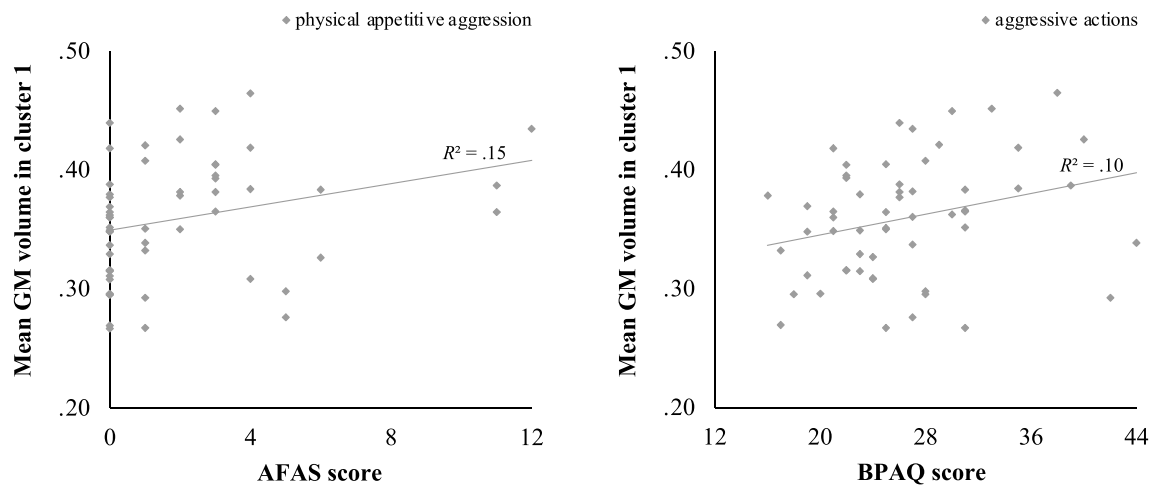 physical appetitive aggression
.50
.40
.30
.20
Mean GM volume in cluster 1
R² = .15
0 4 8 12
AFAS score
aggressive actions
.50
.40
.30
.20
Mean GM volume in cluster 1
R² = .10
12 20 28 36 44
BPAQ score